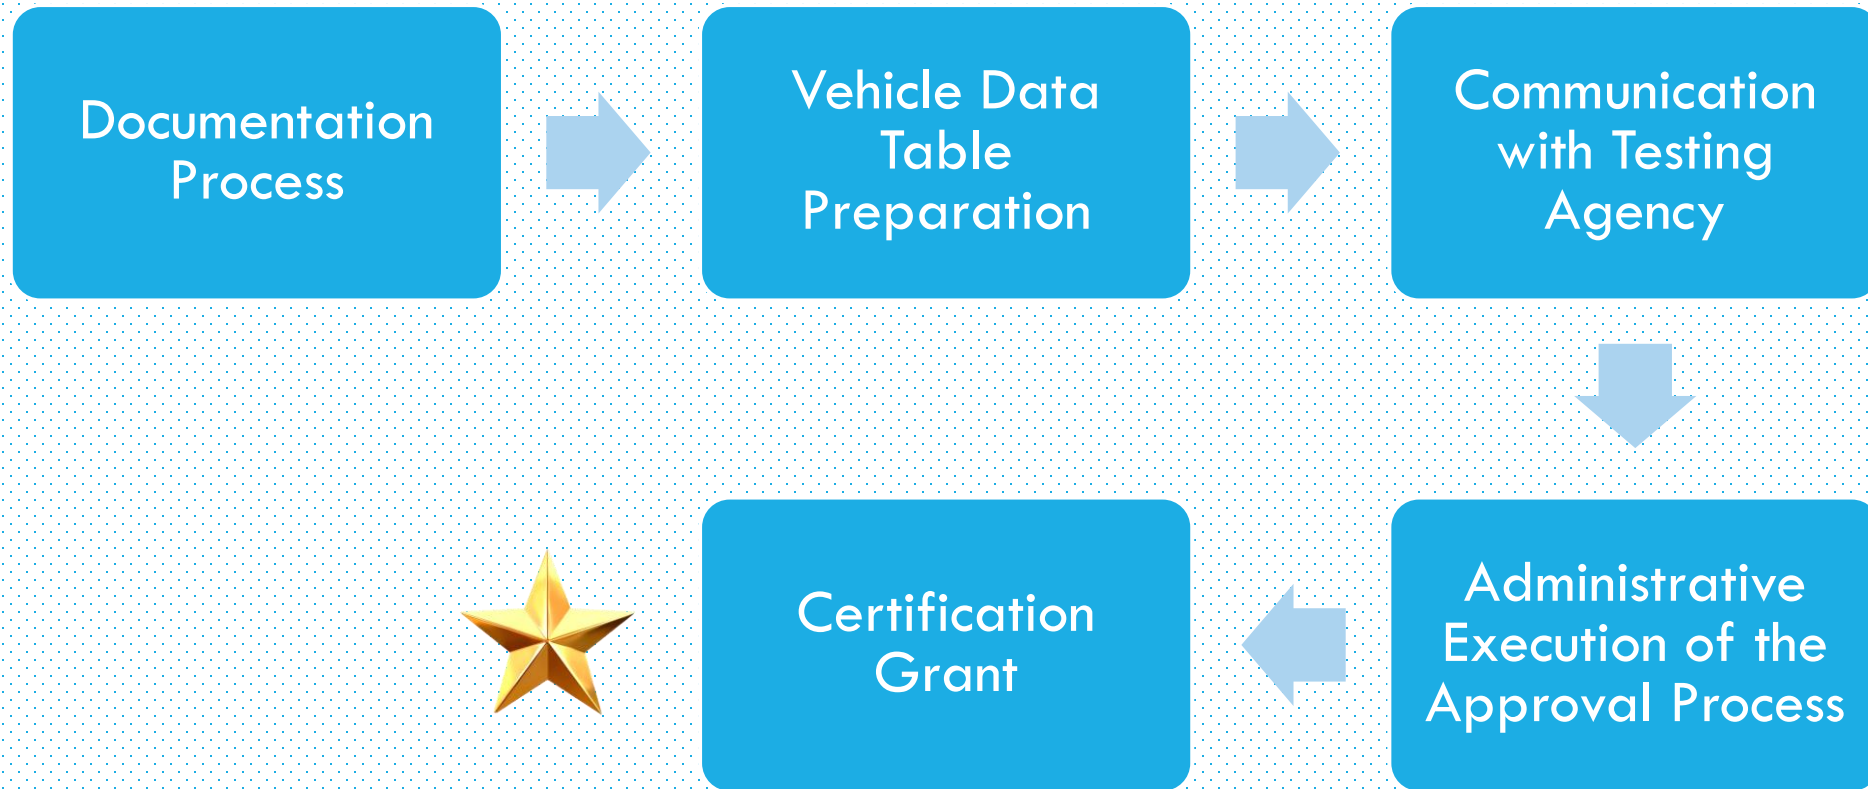 Documentation
Process
Vehicle Data
Table
Preparation
Communication
with Testing
Agency
Administrative
Execution of the
Approval Process
Certification
Grant